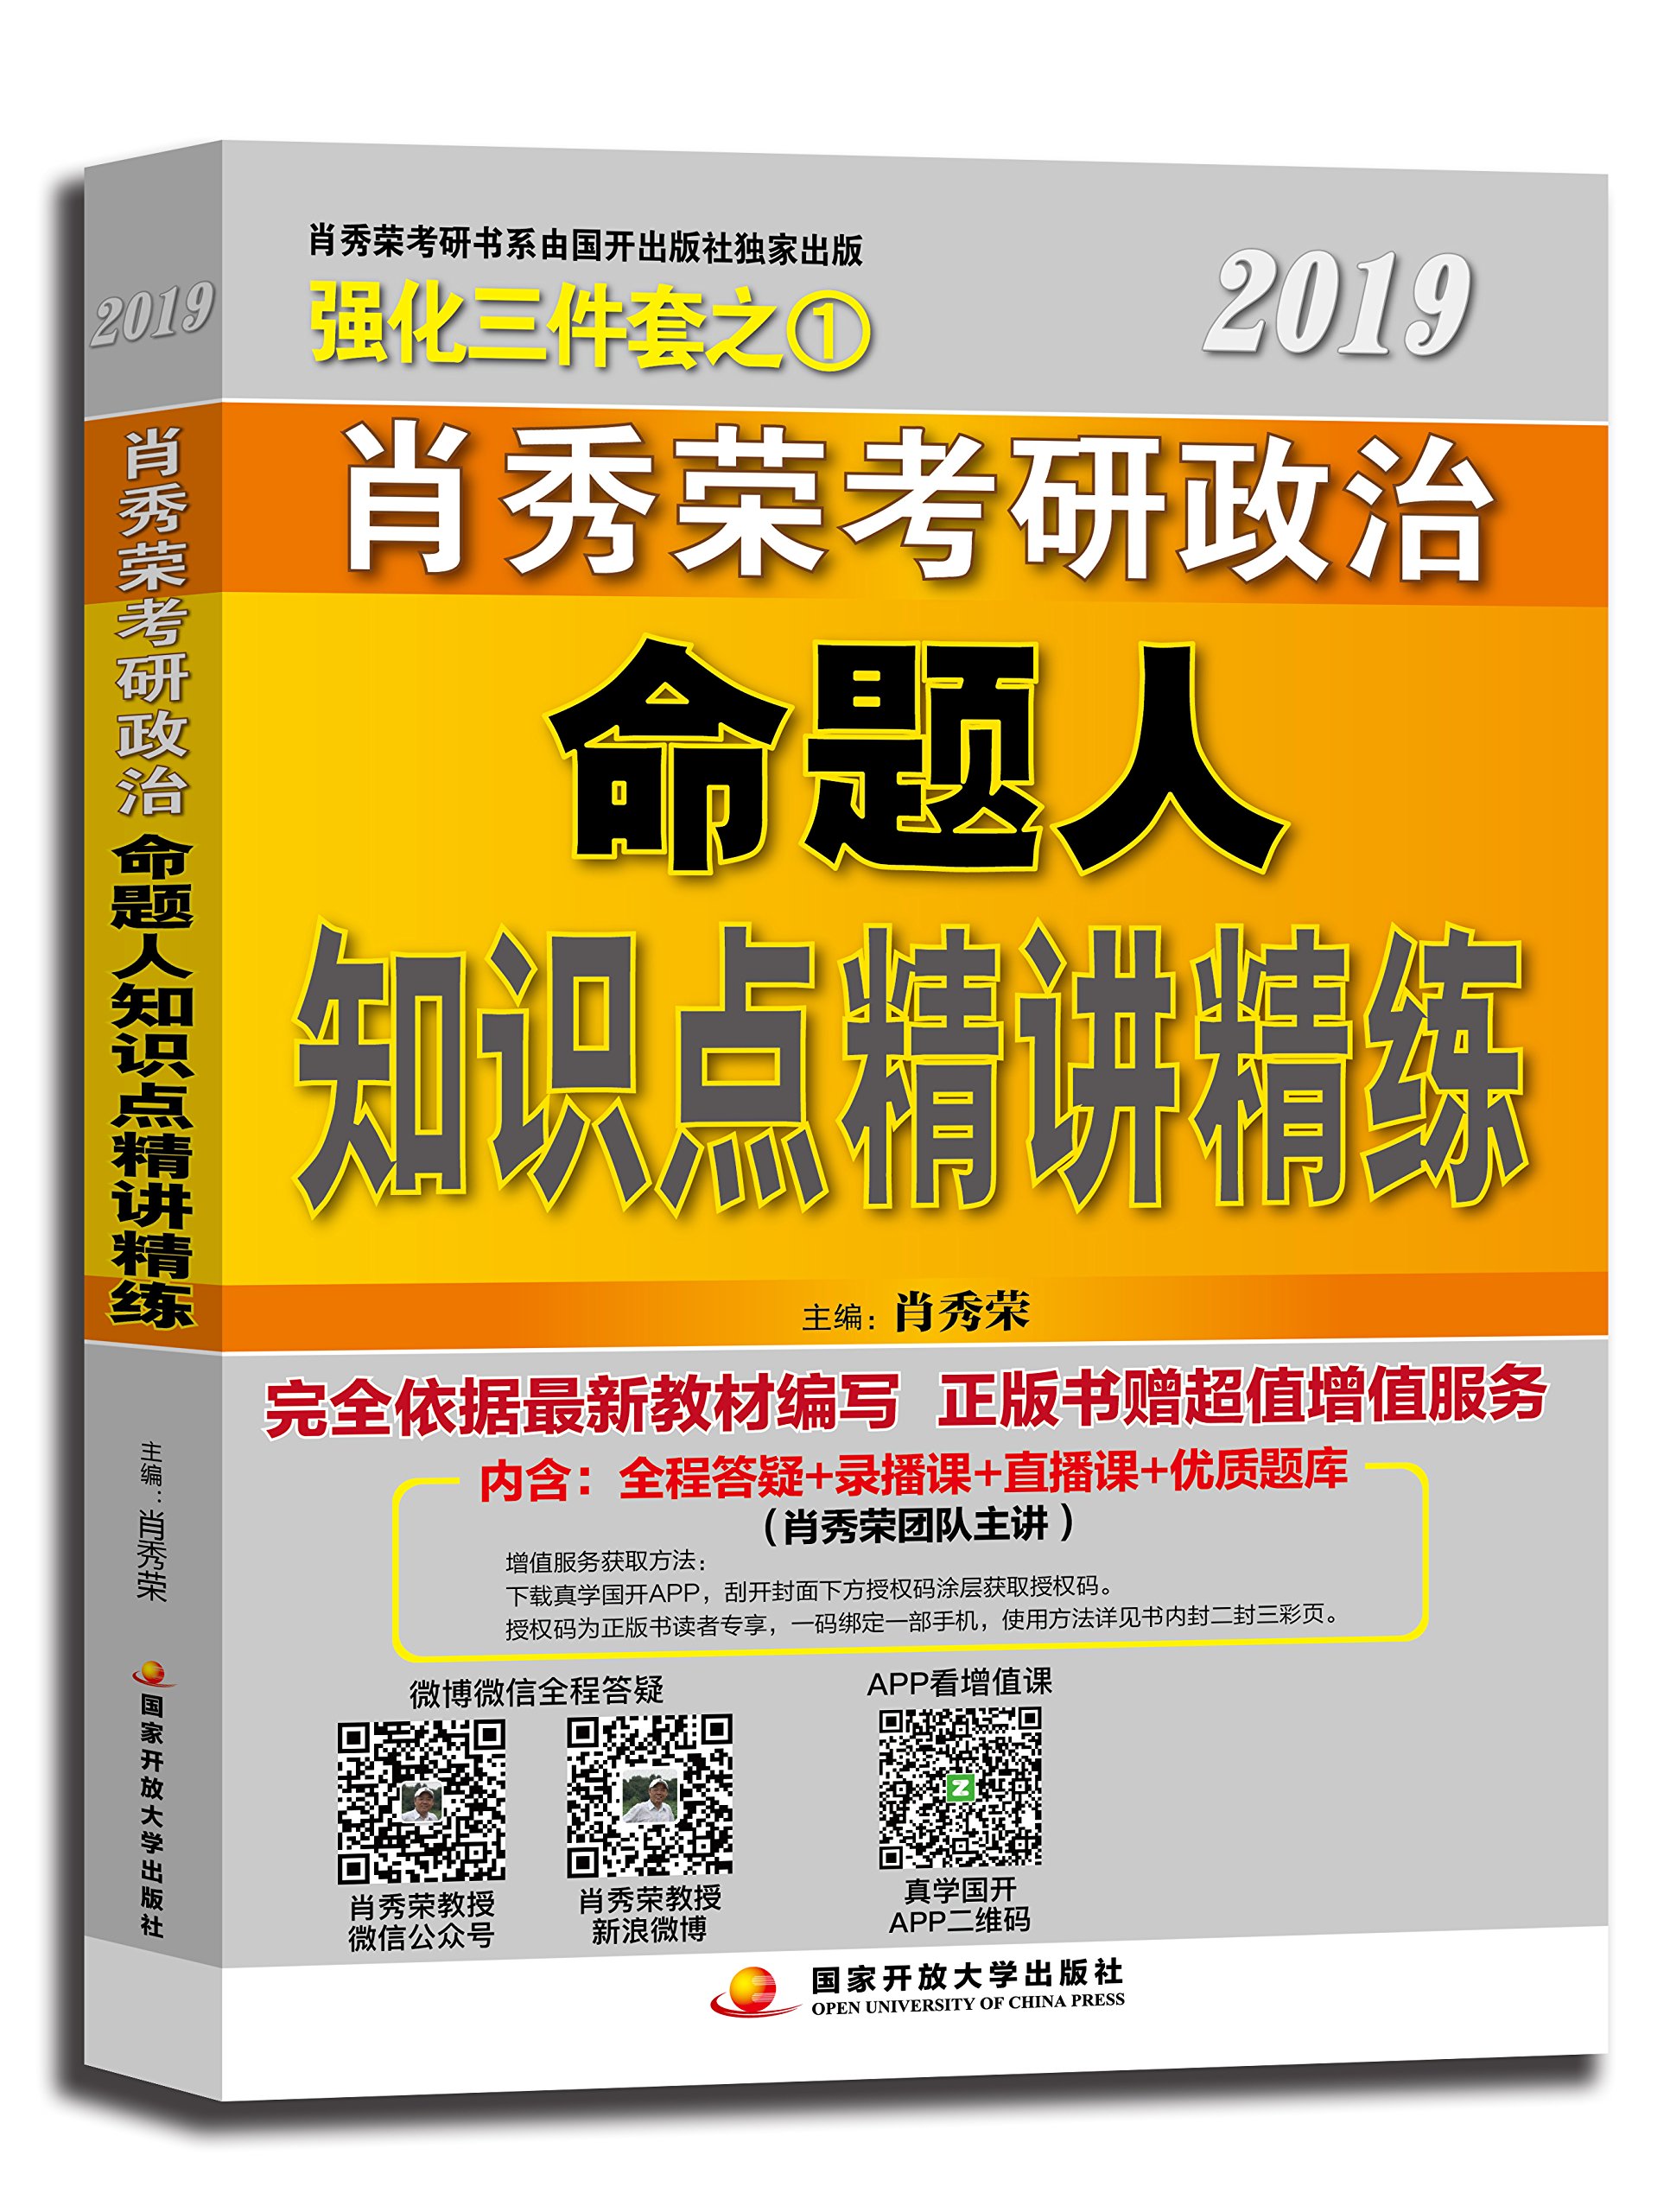 肖秀荣考研书系由国开出版社独家出版
强化三件套之①
2019
肖秀荣考研政治
命题人
知识点精讲精练
主编：肖秀荣
完全依据最新教材编写 正版书赠超值增值服务
内含：全程答疑+录播课+直播课+优质题库
（肖秀荣团队主讲）
增值服务获取方法：
下载真学国开APP，刮开封面下方授权码涂层获取授权码。
授权码为正版书读者专享，一码绑定一部手机，使用方法详见书内封二封三彩页。
微博微信全程答疑
APP看增值课
Z
肖秀荣教授
微信公众号
肖秀荣教授
新浪微博
真学国开
APP二维码
国家开放大学出版社
OPEN UNIVERSITY OF CHINA PRESS
2019
肖秀荣考研政治
命题人知识点精讲精练
主编：肖秀荣
国家开放大学出版社